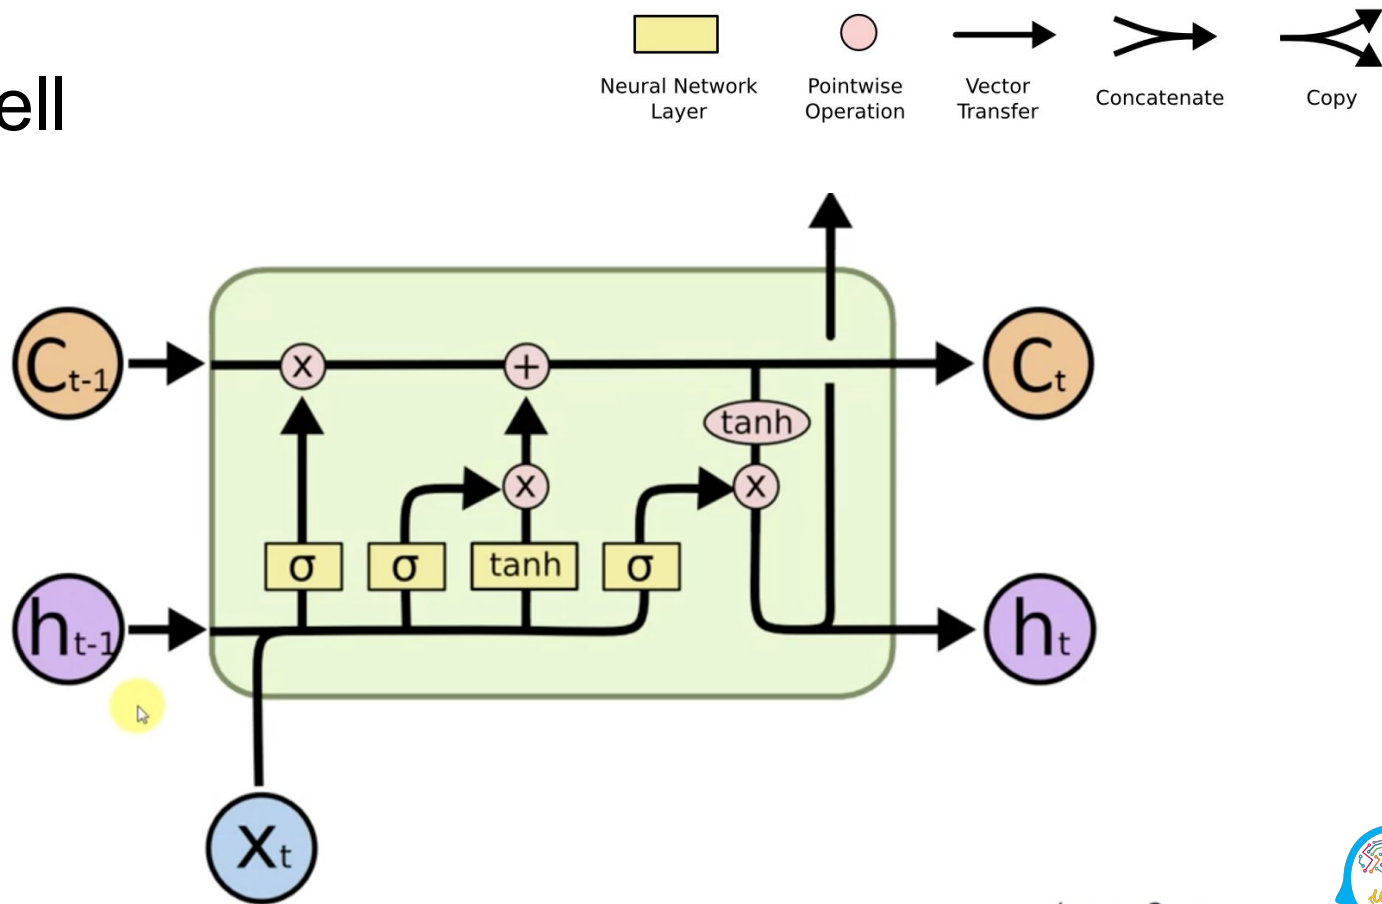 ell
Neural Network
Layer
Pointwise
Operation
Vector
Transfer
Concatenate
Copy
Ct-1
x
+
Ct
tanh
x
x
σ
σ
tanh
σ
ht-1
ht
xt